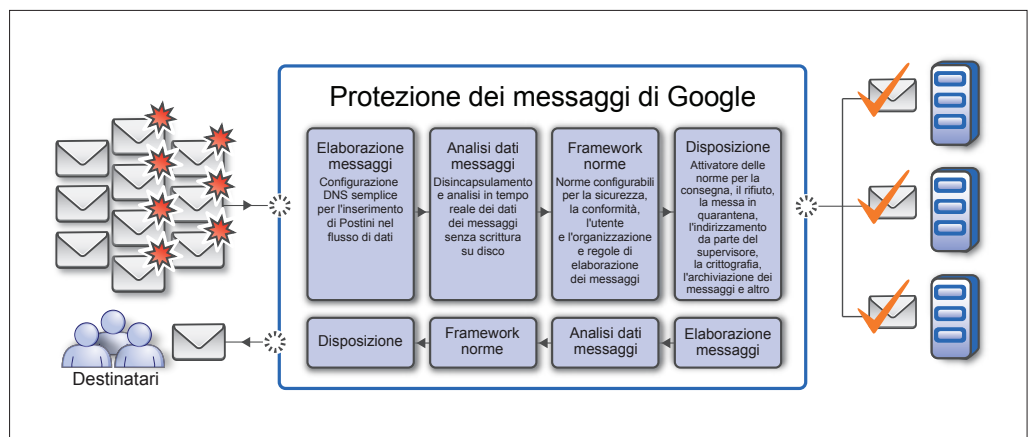 Protezione dei messaggi di Google
Elaborazione
messaggi
Configurazione
DNS semplice
per l'inserimento
di Postini nel
flusso di dati
Analisi dati
messaggi
Disincapsulamento
e analisi in tempo
reale dei dati
dei messaggi
senza scrittura
su disco
Framework
norme
Norme configurabili
per la sicurezza,
la conformità,
l'utente
e l'organizzazione
e regole di
elaborazione
dei messaggi
Disposizione
Attivatore delle
norme per la
consegna, il rifiuto,
la messa in
quarantena,
l'indirizzamento
da parte del
supervisore,
la crittografia,
l'archiviazione dei
messaggi e altro
Disposizione
Framework
norme
Analisi dati
messaggi
Elaborazione
messaggi
Destinatari